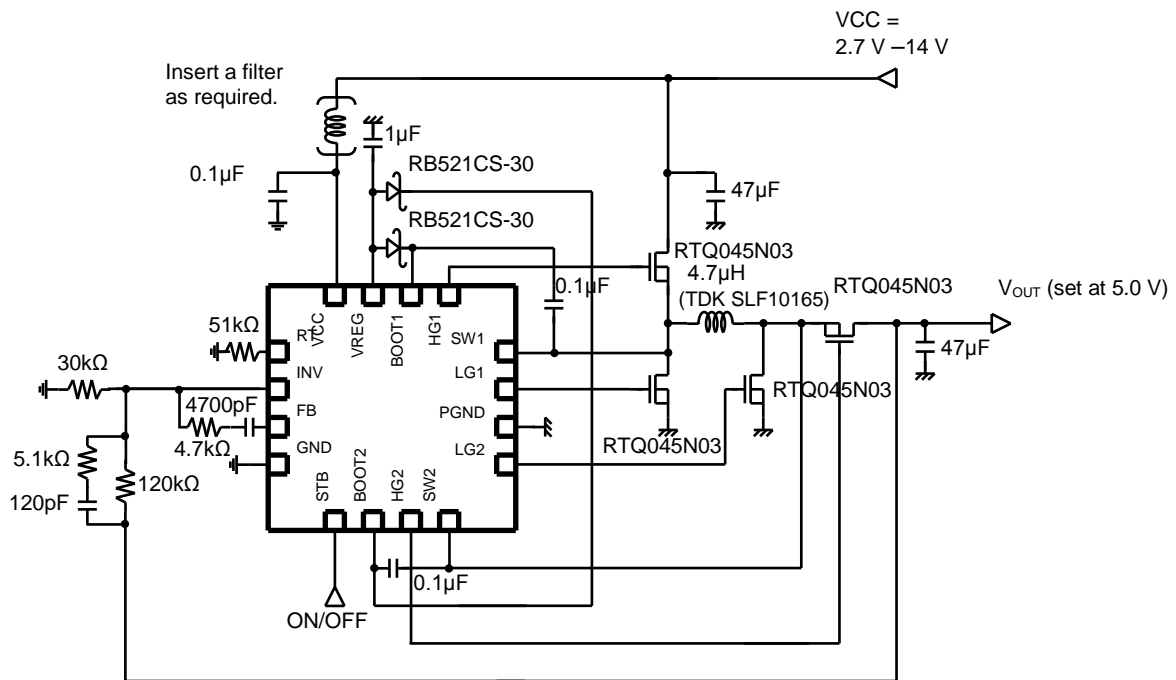 VCC =
2.7 V –14 V
Insert a filter
as required.
1µF
0.1µF
RB521CS-30
RB521CS-30
47µF
RTQ045N03
4.7µH
(TDK SLF10165)
0.1µF
RTQ045N03
VOUT (set at 5.0 V)
47µF
VCC
VREG
BOOT1
HG1
51kΩ
RT
SW1
30kΩ
INV
LG1
RTQ045N03
4700pF
FB
PGND
4.7kΩ
GND
LG2
RTQ045N03
5.1kΩ
120kΩ
120pF
STB
BOOT2
HG2
SW2
0.1µF
ON/OFF